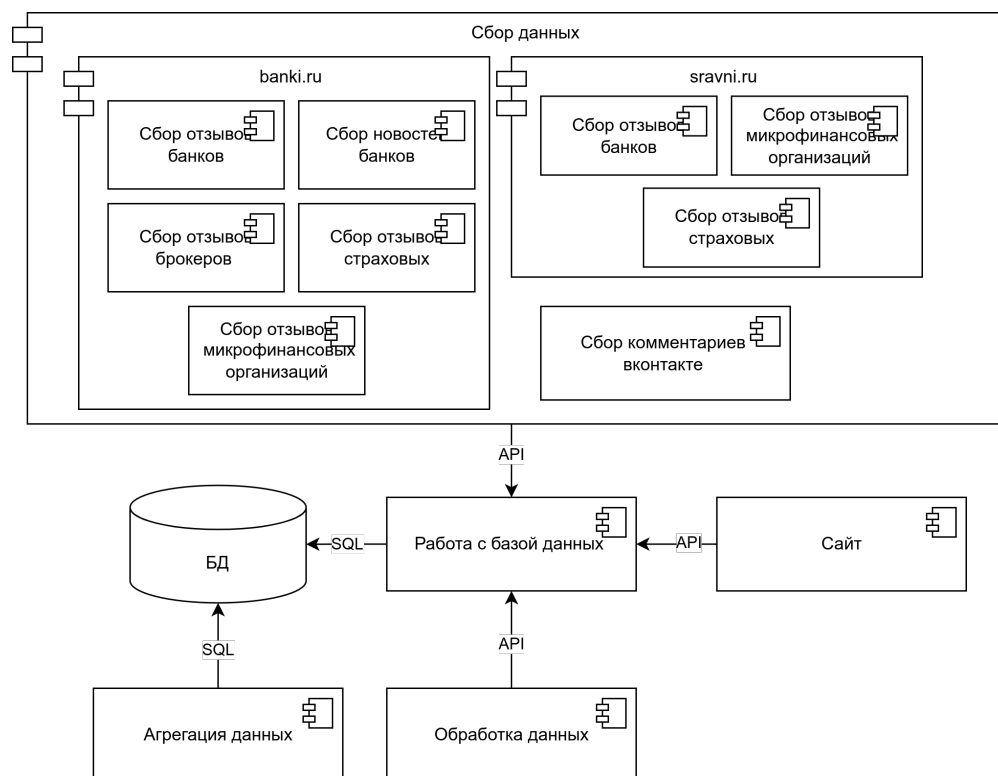 Сбор данных
banki.ru
Сбор отзывов
банков
Сбор новостей
банков
Сбор отзывов
брокеров
Сбор отзывов
страховых
Сбор отзывов
микрофинансовых
организаций
sravni.ru
Сбор отзывов
банков
Сбор отзывов
микрофинансовых
организаций
Сбор отзывов
страховых
Сбор комментариев
вконтакте
API
БД
SQL
Работа с базой данных
API
Сайт
SQL
API
Агрегация данных
Обработка данных